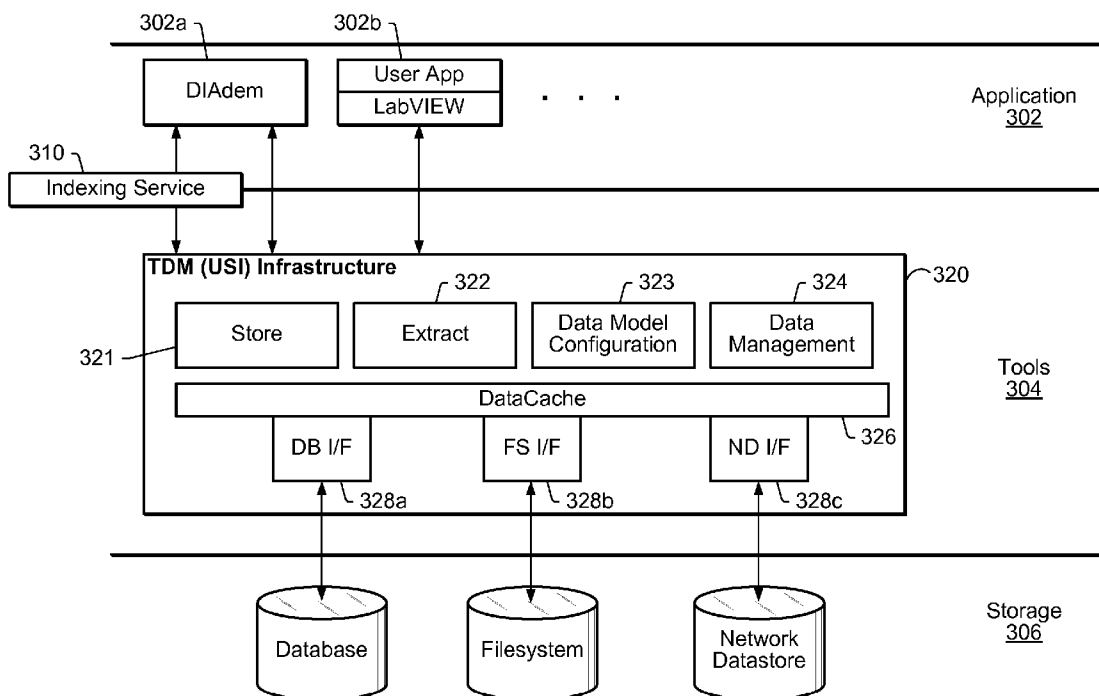 302a
302b
DIAdem
User App
LabVIEW
. . .
Application
302
310
Indexing Service
TDM (USI) Infrastructure
320
322
323
324
Store
Extract
Data Model
Configuration
Data
Management
321
Tools
304
DataCache
326
DB I/F
FS I/F
ND I/F
328a
328b
328c
Database
Filesystem
Network
Datastore
Storage
306